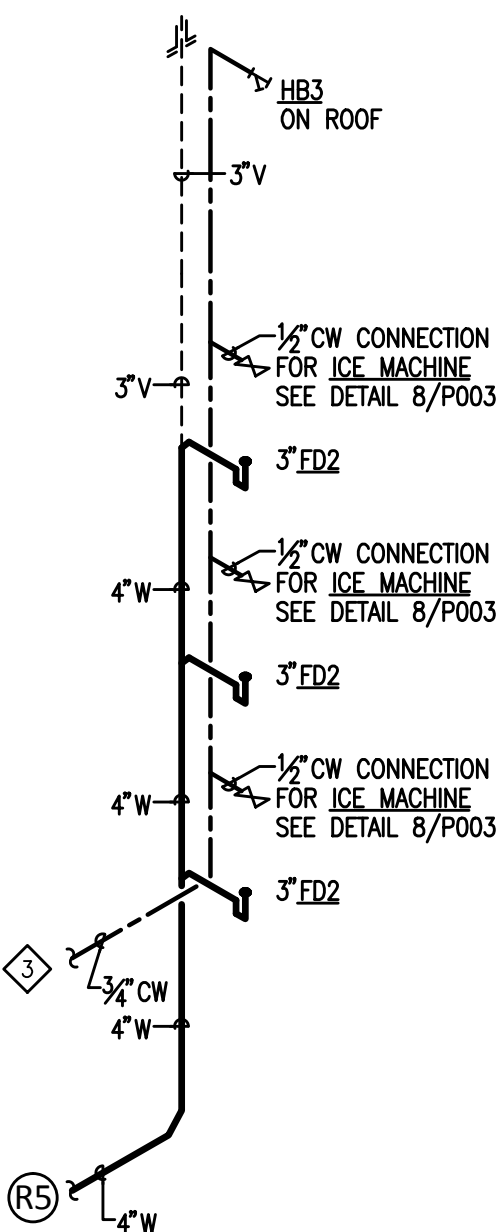 HB3
ON ROOF
3"V
1/2" CW CONNECTION
FOR ICE MACHINE
SEE DETAIL 8/P003
3"V
3" FD2
1/2" CW CONNECTION
FOR ICE MACHINE
SEE DETAIL 8/P003
4"W
3" FD2
1/2" CW CONNECTION
FOR ICE MACHINE
SEE DETAIL 8/P003
4"W
3" FD2
3
3/4" CW
4"W
R5
4"W